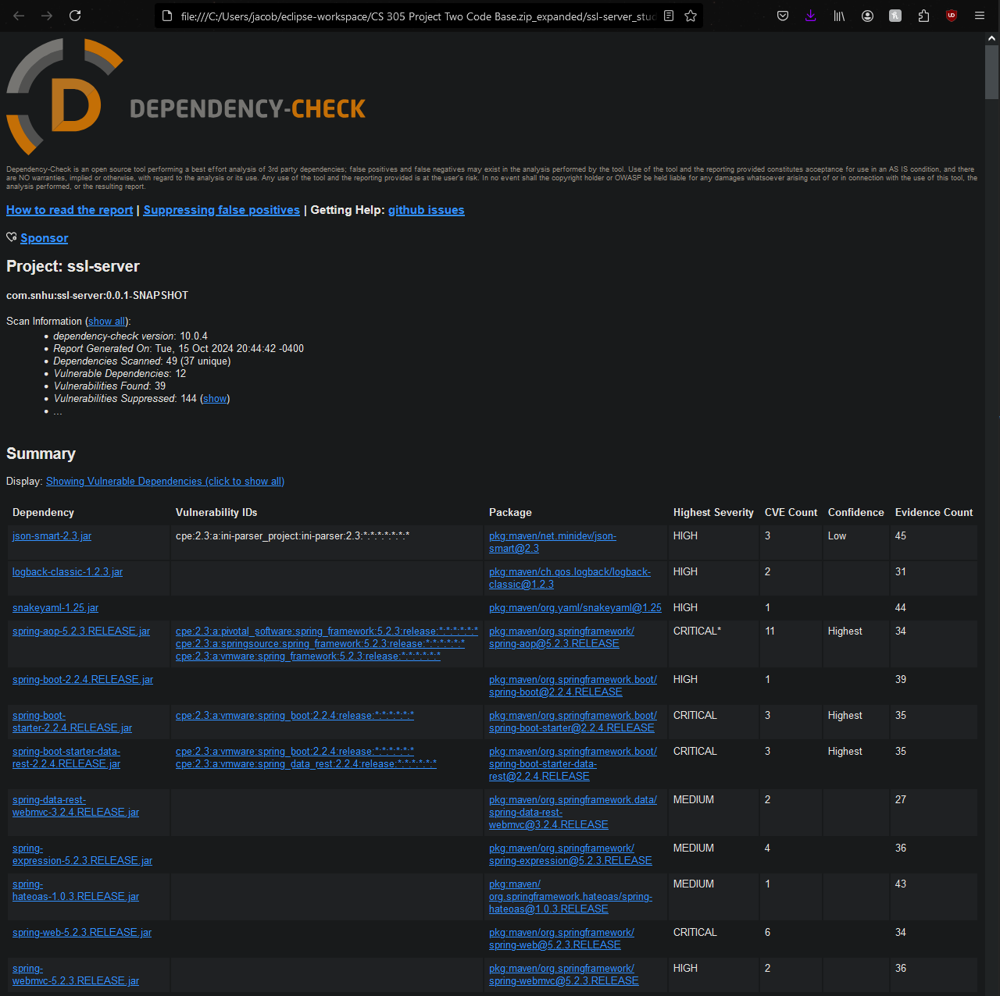 file:///C:/Users/jacob/eclipse-workspace/CS 305 Project Two Code Base.zip_expanded/ssl-server_stud
DEPENDENCY-CHECK
Dependency-Check is an open source tool performing a best effort analysis of 3rd party dependencies; false positives and false negatives may exist in the analysis performed by the tool. Use of the tool and the reporting provided constitutes acceptance for use in an AS IS condition, and there
are NO warranties, implied or otherwise, with regard to the analysis or its use. Any use of the tool and the reporting provided is at the user's risk. In no event shall the copyright holder or OWASP be held liable for any damages whatsoever arising out of or in connection with the use of this tool, the
analysis performed, or the resulting report.
How to read the report | Suppressing false positives | Getting Help: github issues
Sponsor
Project: ssl-server
com.snhu:ssl-server:0.0.1-SNAPSHOT
Scan Information (show all):
• dependency-check version: 10.0.4
• Report Generated On: Tue, 15 Oct 2024 20:44:42 -0400
• Dependencies Scanned: 49 (37 unique)
• Vulnerable Dependencies: 12
• Vulnerabilities Found: 39
• Vulnerabilities Suppressed: 144 (show)
• ...
Summary
Display: Showing Vulnerable Dependencies (click to show all)
Dependency Vulnerability IDs Package Highest Severity CVE Count Confidence Evidence Count
json-smart-2.3.jar cpe:2.3:a:ini-parser_project:ini-parser:2.3:*:*:*:*:*:*:* pkg:maven/net.minidev/json- HIGH 3 Low 45
smart@2.3
logback-classic-1.2.3.jar pkg:maven/ch.qos.logback/logback- HIGH 2 31
classic@1.2.3
snakeyaml-1.25.jar pkg:maven/org.yaml/snakeyaml@1.25 HIGH 1 44
spring-aop-5.2.3.RELEASE.jar cpe:2.3:a:pivotal_software:spring_framework:5.2.3:release:*:*:*:*:*:* pkg:maven/org.springframework/ CRITICAL* 11 Highest 34
cpe:2.3:a:springsource:spring_framework:5.2.3:release:*:*:*:*:*:* spring-aop@5.2.3.RELEASE
cpe:2.3:a:vmware:spring_framework:5.2.3:release:*:*:*:*:*:*
spring-boot-2.2.4.RELEASE.jar pkg:maven/org.springframework.boot/ HIGH 1 39
spring-boot@2.2.4.RELEASE
spring-boot- cpe:2.3:a:vmware:spring_boot:2.2.4:release:*:*:*:*:*:* pkg:maven/org.springframework.boot/ CRITICAL 3 Highest 35
starter-2.2.4.RELEASE.jar spring-boot-starter@2.2.4.RELEASE
spring-boot-starter-data- cpe:2.3:a:vmware:spring_boot:2.2.4:release:*:*:*:*:*:* pkg:maven/org.springframework.boot/ CRITICAL 3 Highest 35
rest-2.2.4.RELEASE.jar cpe:2.3:a:vmware:spring_data_rest:2.2.4:release:*:*:*:*:*:* spring-boot-starter-data-
rest@2.2.4.RELEASE
spring-data-rest- pkg:maven/org.springframework.data/ MEDIUM 2 27
webmvc-3.2.4.RELEASE.jar spring-data-rest-
webmvc@3.2.4.RELEASE
spring- pkg:maven/org.springframework/ MEDIUM 4 36
expression-5.2.3.RELEASE.jar spring-expression@5.2.3.RELEASE
spring- pkg:maven/ MEDIUM 1 43
hateoas-1.0.3.RELEASE.jar org.springframework.hateoas/spring-
hateoas@1.0.3.RELEASE
spring-web-5.2.3.RELEASE.jar pkg:maven/org.springframework/ CRITICAL 6 34
spring-web@5.2.3.RELEASE
spring- pkg:maven/org.springframework/ HIGH 2 36
webmvc-5.2.3.RELEASE.jar spring-webmvc@5.2.3.RELEASE